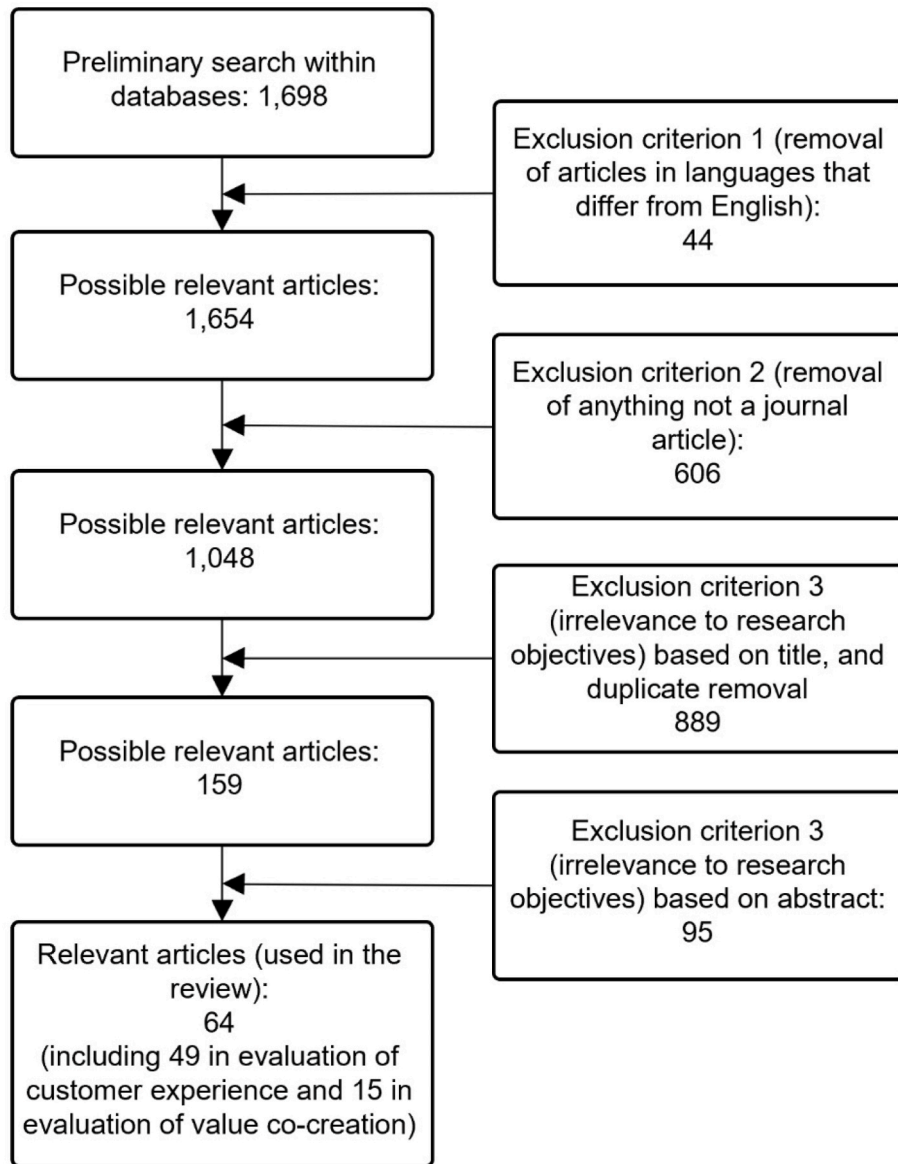 Preliminary search within
databases: 1,698
Exclusion criterion 1 (removal
of articles in languages that
differ from English):
44
Possible relevant articles:
1,654
Exclusion criterion 2 (removal
of anything not a journal
article):
606
Possible relevant articles:
1,048
Exclusion criterion 3
(irrelevance to research
objectives) based on title, and
duplicate removal
889
Possible relevant articles:
159
Exclusion criterion 3
(irrelevance to research
objectives) based on abstract:
95
Relevant articles (used in the
review):
64
(including 49 in evaluation of
customer experience and 15 in
evaluation of value co-creation)